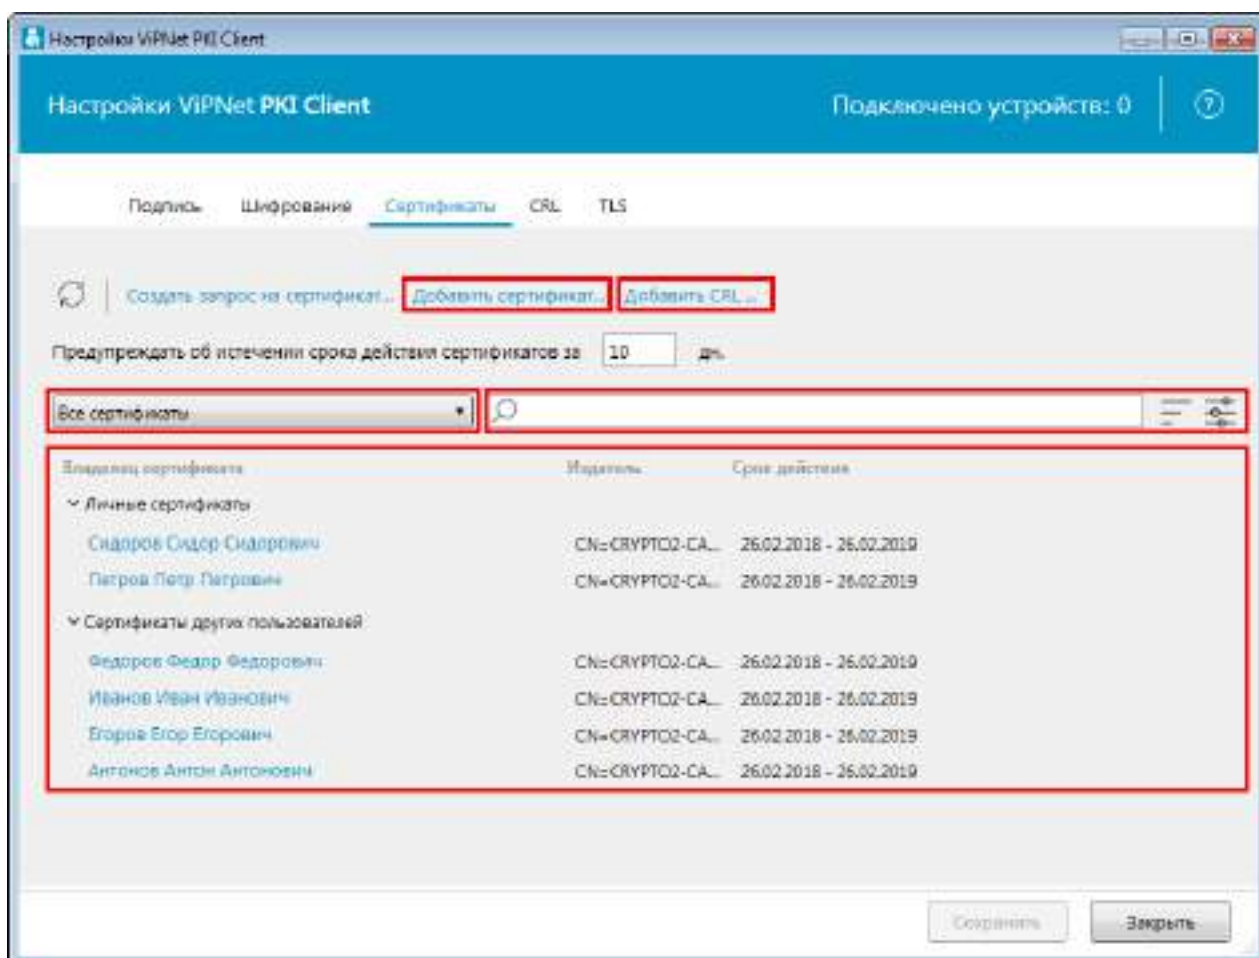 Настройки ViPNet PKI Client
Настройки ViPNet PKI Client Подключено устройств: 0 ?
Подпись Шифрование Сертификаты CRL TLS
Создать запрос на сертификат... Добавить сертификат... Добавить CRL ...
Предупреждать об истечении срока действия сертификатов за 10 дн.
Все сертификаты
Владелец сертификата Издатель Срок действия
Личные сертификаты
Сидоров Сидор Сидорович CN=CRYPTO2-CA... 26.02.2018 - 26.02.2019
Петров Петр Петрович CN=CRYPTO2-CA... 26.02.2018 - 26.02.2019
Сертификаты других пользователей
Федоров Федор Федорович CN=CRYPTO2-CA... 26.02.2018 - 26.02.2019
Иванов Иван Иванович CN=CRYPTO2-CA... 26.02.2018 - 26.02.2019
Егоров Егор Егорович CN=CRYPTO2-CA... 26.02.2018 - 26.02.2019
Антонов Антон Антонович CN=CRYPTO2-CA... 26.02.2018 - 26.02.2019
Сохранить Закрыть